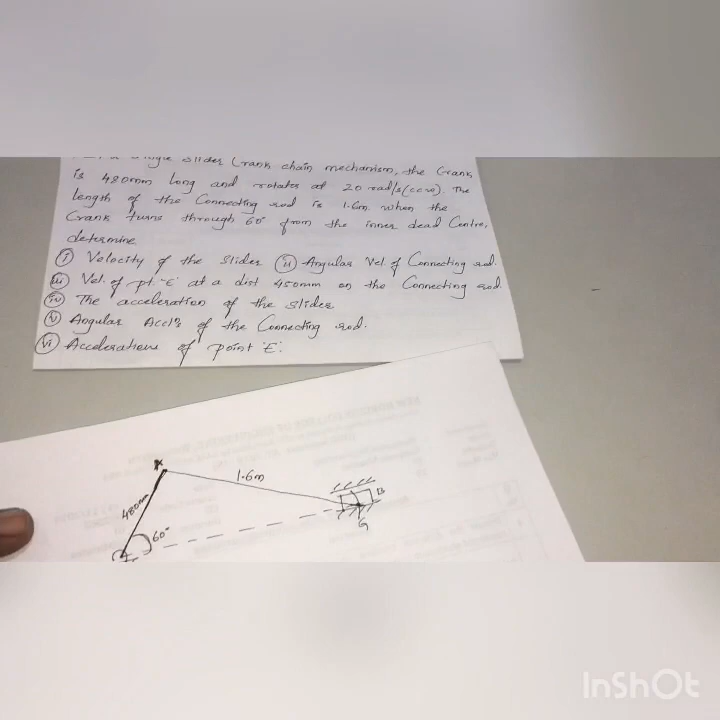 Slider Crank chain mechanism, the Crank
is 480mm long and rotates at 20 rad/s (ccw). The
length of the Connecting rod is 1.6m when the
Crank turns through 60° from the inner dead Centre,
determine
(i) Velocity of the Slider (ii) Angular Vel. of Connecting rod.
(iii) Vel. of pt. 'E' at a dist 450mm on the Connecting rod
(iv) The acceleration of the Slider
(v) Angular Accln of the Connecting rod.
(vi) Accelerations of point 'E'.
A
1.6m
480mm
B
G
60°
InShOt